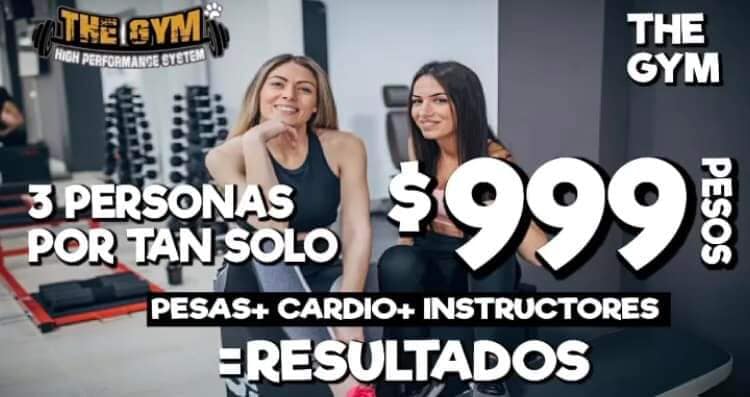 THE GYM
HIGH PERFORMANCE SYSTEM
THE
GYM
3 PERSONAS
POR TAN SOLO
$999
PESOS
PESAS+ CARDIO+ INSTRUCTORES
=RESULTADOS